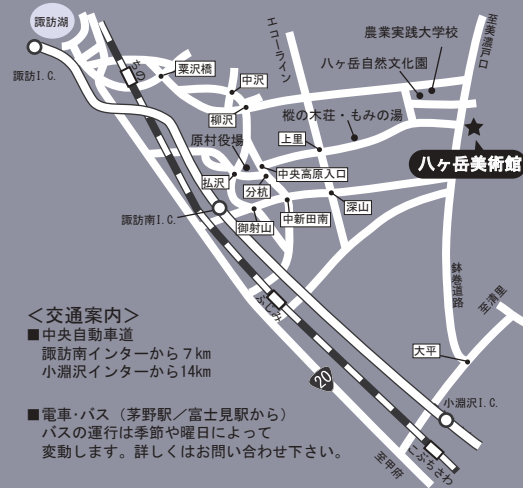 諏訪湖
諏訪I.C.
ちの
粟沢橋
中沢
柳沢
エコーライン
農業実践大学校
八ヶ岳自然文化園
至美濃戸口
樅の木荘・もみの湯
原村役場
上里
八ヶ岳美術館
中央高原入口
払沢
分杭
深山
諏訪南I.C.
御射山
中新田南
鉢巻道路
至清里
ふじみ
大平
20
小淵沢I.C.
こぶちさわ
至甲府
＜交通案内＞
■中央自動車道
諏訪南インターから７km
小淵沢インターから14km
■電車・バス（茅野駅／富士見駅から）
バスの運行は季節や曜日によって
変動します。詳しくはお問い合わせ下さい。